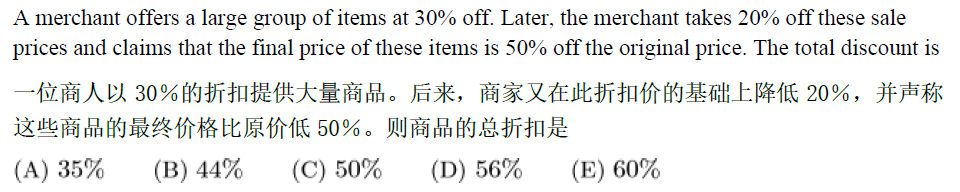 A merchant offers a large group of items at 30% off. Later, the merchant takes 20% off these sale
prices and claims that the final price of these items is 50% off the original price. The total discount is
一位商人以 30%的折扣提供大量商品。后来，商家又在此折扣价的基础上降低 20%，并声称
这些商品的最终价格比原价低 50%。则商品的总折扣是
(A) 35% (B) 44% (C) 50% (D) 56% (E) 60%